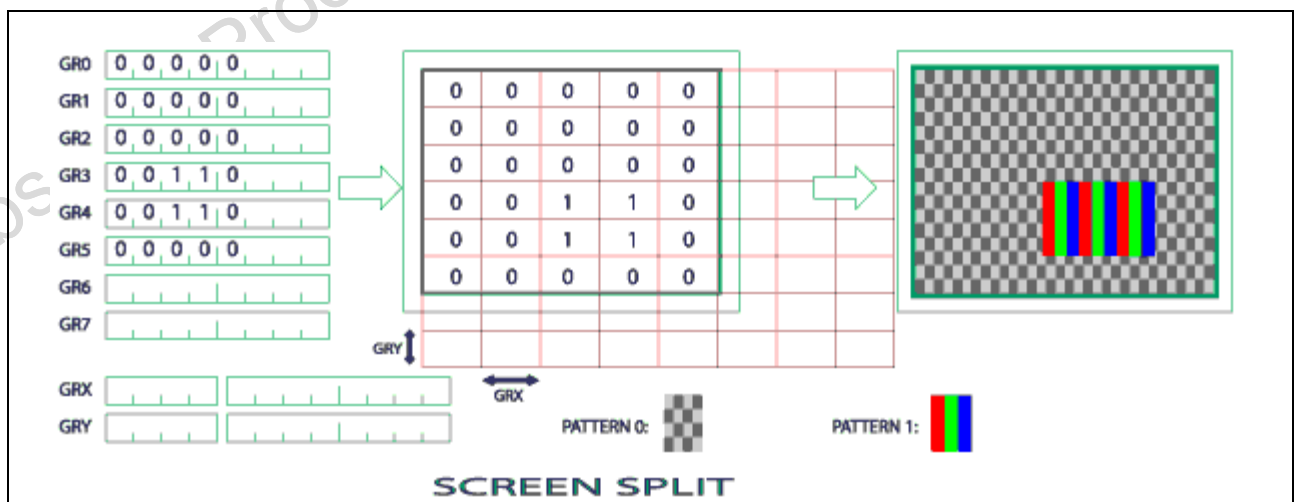 Proc
os
GR0 0 0 0 0 0
GR1 0 0 0 0 0
GR2 0 0 0 0 0
GR3 0 0 1 1 0
GR4 0 0 1 1 0
GR5 0 0 0 0 0
GR6
GR7
GRX
GRY
0 0 0 0 0
0 0 0 0 0
0 0 0 0 0
0 0 1 1 0
0 0 1 1 0
0 0 0 0 0
GRY
GRX
PATTERN 0:
PATTERN 1:
SCREEN SPLIT